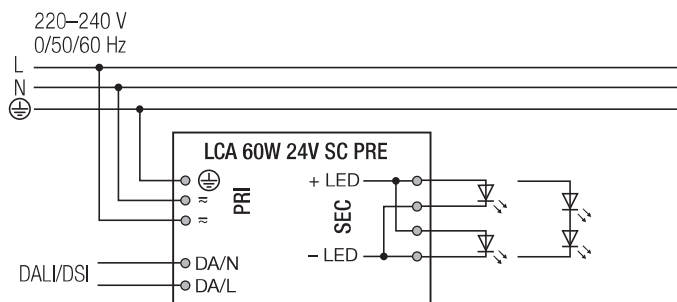 220–240 V
0/50/60 Hz
L
N
LCA 60W 24V SC PRE
PRI
≂
≂
+ LED
SEC
– LED
DALI/DSI
DA/N
DA/L